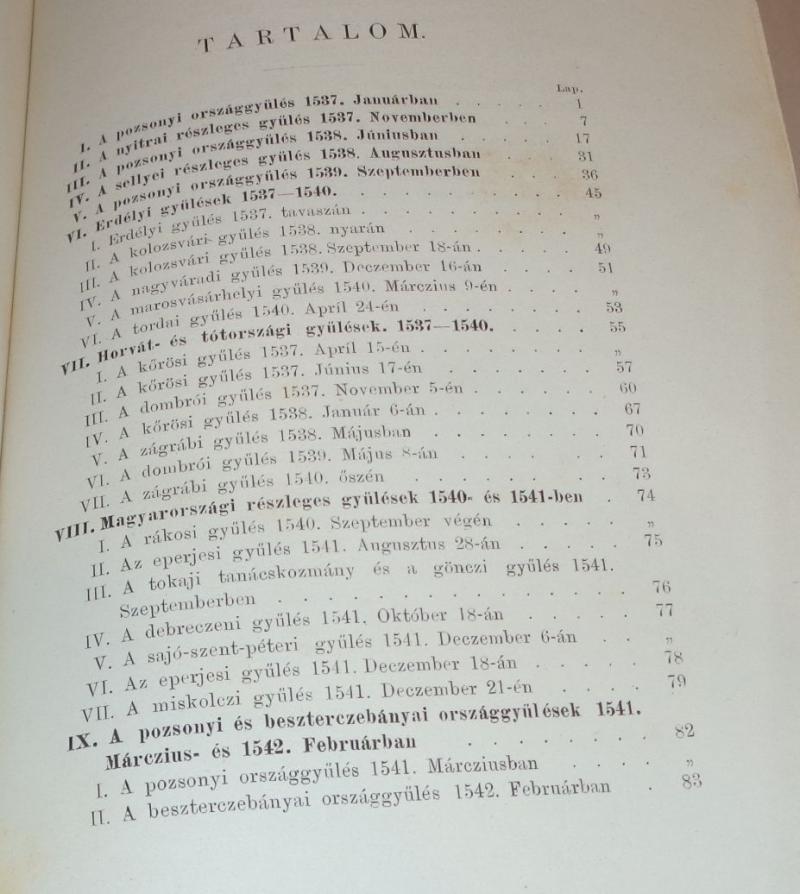 TARTALOM.
Lap.
I. A pozsonyi országgyűlés 1537. Januárban . . . . . 1
II. A nyitrai részleges gyűlés 1537. Novemberben . . . 7
III. A pozsonyi országgyűlés 1538. Júniusban . . . . . 17
IV. A sellyei részleges gyűlés 1538. Augusztusban . . . 31
V. A pozsonyi országgyűlés 1539. Szeptemberben . . . 36
VI. Erdélyi gyűlések 1537—1540. . . . . . . . . . 45
I. Erdélyi gyűlés 1537. tavaszán . . . . . . . . „
II. A kolozsvári gyűlés 1538. nyarán . . . . . . . „
III. A kolozsvári gyűlés 1538. Szeptember 18-án . . . . . 49
IV. A nagyváradi gyűlés 1539. Deczember 16-án . . . . 51
V. A marosvásárhelyi gyűlés 1540. Márczius 9-én . . . . „
VI. A tordai gyűlés 1540. Apríl 24-én . . . . . . . 53
VII. Horvát- és tótországi gyűlések. 1537—1540. . . . . 55
I. A kőrösi gyűlés 1537. Apríl 15-én . . . . . . . „
II. A kőrösi gyűlés 1537. Június 17-én . . . . . . 57
III. A dombrói gyűlés 1537. November 5-én . . . . . . 60
IV. A kőrösi gyűlés 1538. Január 6-án . . . . . . . 67
V. A zágrábi gyűlés 1538. Májusban . . . . . . . 70
VI. A dombrói gyűlés 1539. Május 8-án . . . . . . 71
VII. A zágrábi gyűlés 1540. őszén . . . . . . . 73
VIII. Magyarországi részleges gyűlések 1540- és 1541-ben . 74
I. A rákosi gyűlés 1540. Szeptember végén . . . . . „
II. Az eperjesi gyűlés 1541. Augusztus 28-án . . . . . 75
III. A tokaji tanácskozmány és a gönczi gyűlés 1541.
Szeptemberben . . . . . . . . . . . . 76
IV. A debreczeni gyűlés 1541. Október 18-án . . . . . 77
V. A sajó-szent-péteri gyűlés 1541. Deczember 6-án . . „
VI. Az eperjesi gyűlés 1541. Deczember 18-án . . . . . 78
VII. A miskolczi gyűlés 1541. Deczember 21-én . . . . 79
IX. A pozsonyi és beszterczebányai országgyűlések 1541.
Márczius- és 1542. Februárban . . . . . . . . 82
I. A pozsonyi országgyűlés 1541. Márcziusban . . . . „
II. A beszterczebányai országgyűlés 1542. Februárban . 83